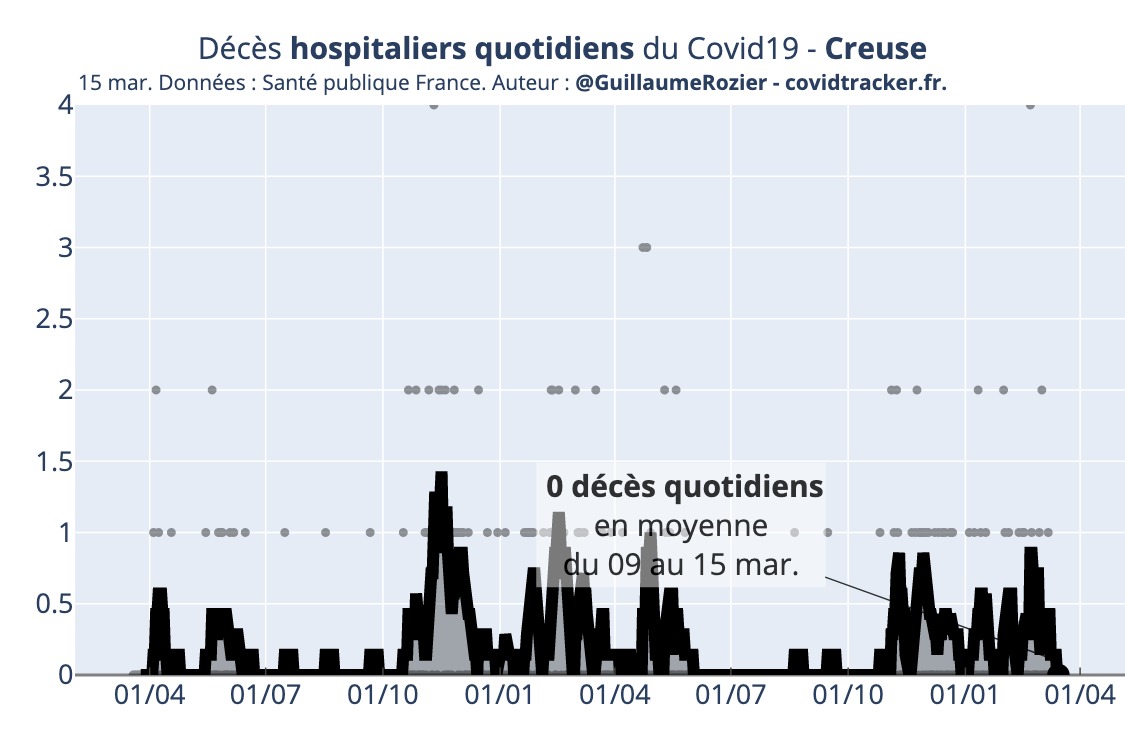 Décès hospitaliers quotidiens du Covid19 - Creuse
15 mar. Données : Santé publique France. Auteur : @GuillaumeRozier - covidtracker.fr.
4
3.5
3
2.5
2
1.5
0 décès quotidiens
en moyenne
du 09 au 15 mar.
1
0.5
0
01/04 01/07 01/10 01/01 01/04 01/07 01/10 01/01 01/04